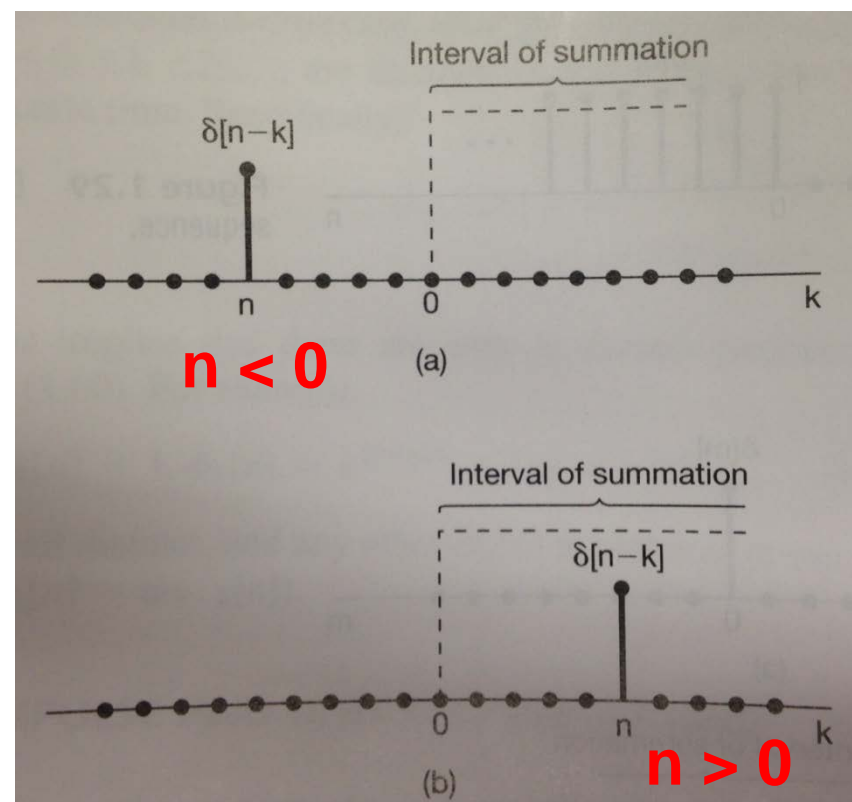 Interval of summation
δ[n−k]
n
0
k
n < 0
(a)
Interval of summation
δ[n−k]
0
n
k
n > 0
(b)